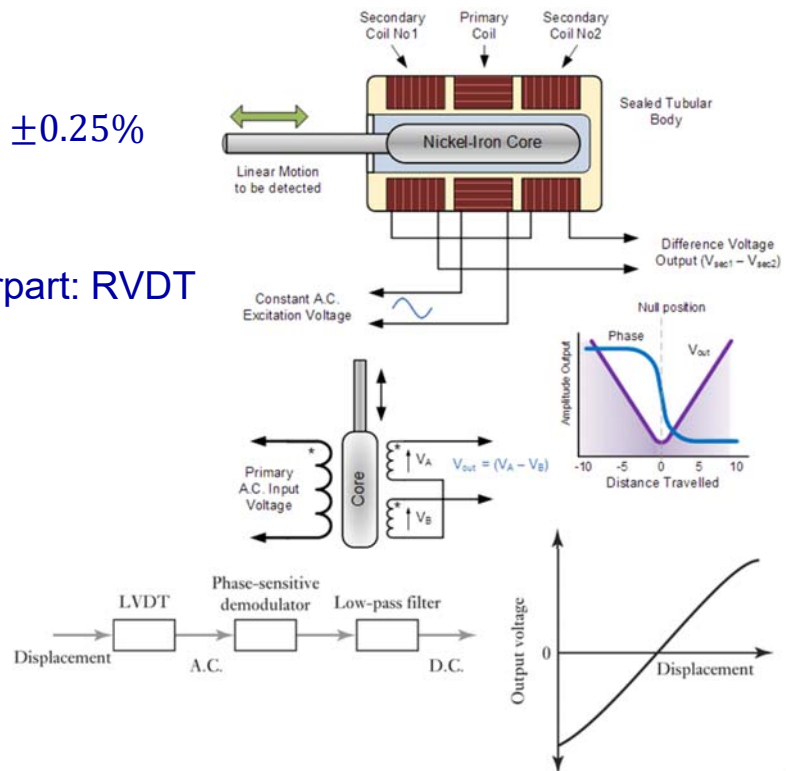 ±0.25%
rpart: RVDT
Secondary
Coil No1
Primary
Coil
Secondary
Coil No2
Sealed Tubular
Body
Nickel-Iron Core
Linear Motion
to be detected
Difference Voltage
Output (Vsec1 – Vsec2)
Constant A.C.
Excitation Voltage
Null position
Phase
Vout
Amplitude Output
-10 -5 0 5 10
Distance Travelled
*
Primary
A.C. Input
Voltage
Core
*
VA
Vout = (VA – VB)
*
VB
Phase-sensitive
LVDT demodulator Low-pass filter
Displacement
A.C.
D.C.
Output voltage
0
Displacement